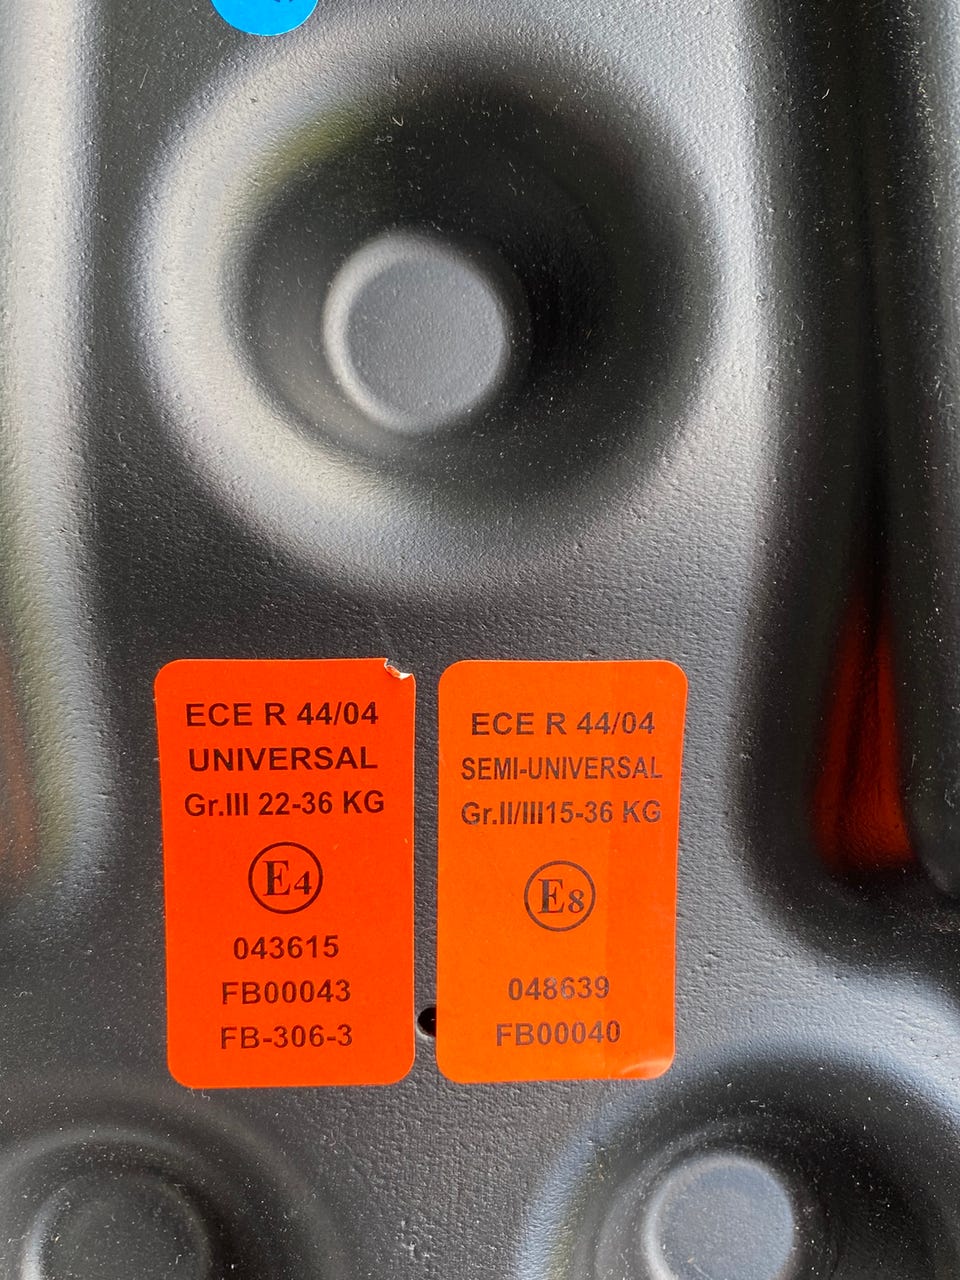 ECE R 44/04
UNIVERSAL
Gr.III 22-36 KG
E4
043615
FB00043
FB-306-3
ECE R 44/04
SEMI-UNIVERSAL
Gr.II/III15-36 KG
E8
048639
FB00040